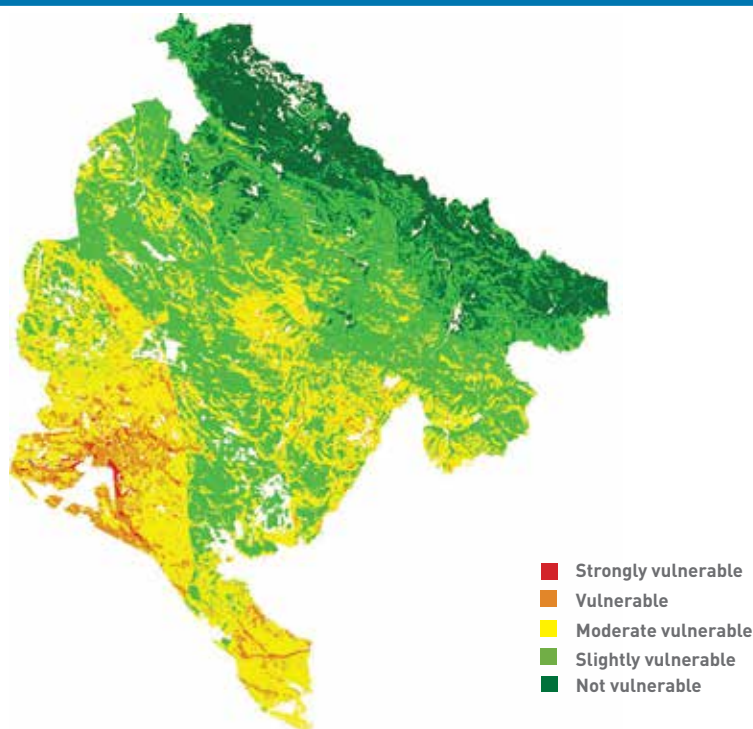 Strongly vulnerable
Vulnerable
Moderate vulnerable
Slightly vulnerable
Not vulnerable